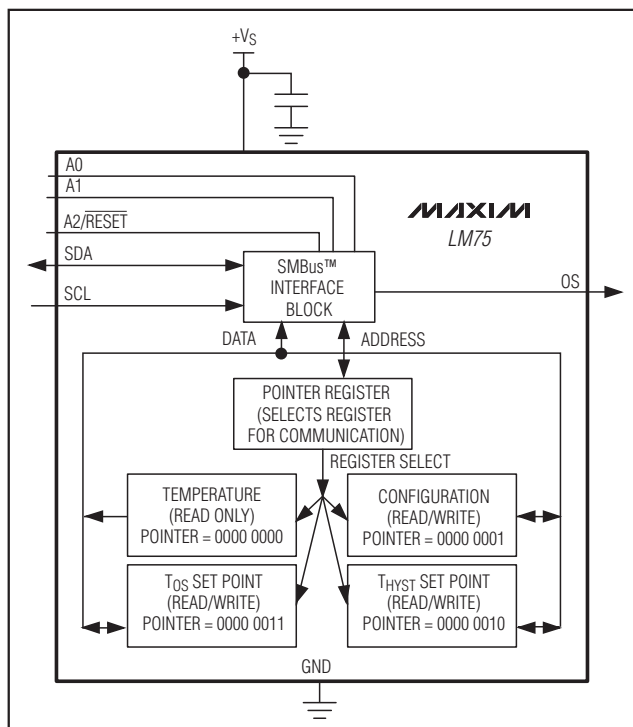 +VS
A0
A1
A2/RESET
MAXIM
LM75
SDA
SCL
SMBus™
INTERFACE
BLOCK
OS
DATA
ADDRESS
POINTER REGISTER
(SELECTS REGISTER
FOR COMMUNICATION)
REGISTER SELECT
TEMPERATURE
(READ ONLY)
POINTER = 0000 0000
CONFIGURATION
(READ/WRITE)
POINTER = 0000 0001
TOS SET POINT
(READ/WRITE)
POINTER = 0000 0011
THYST SET POINT
(READ/WRITE)
POINTER = 0000 0010
GND